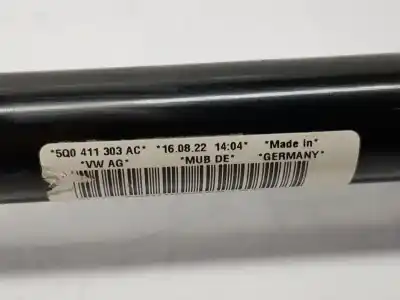 *5Q0 411 303 AC* *16.08.22 14:04* *Made in*
*VW AG* *MUB DE* *GERMANY*